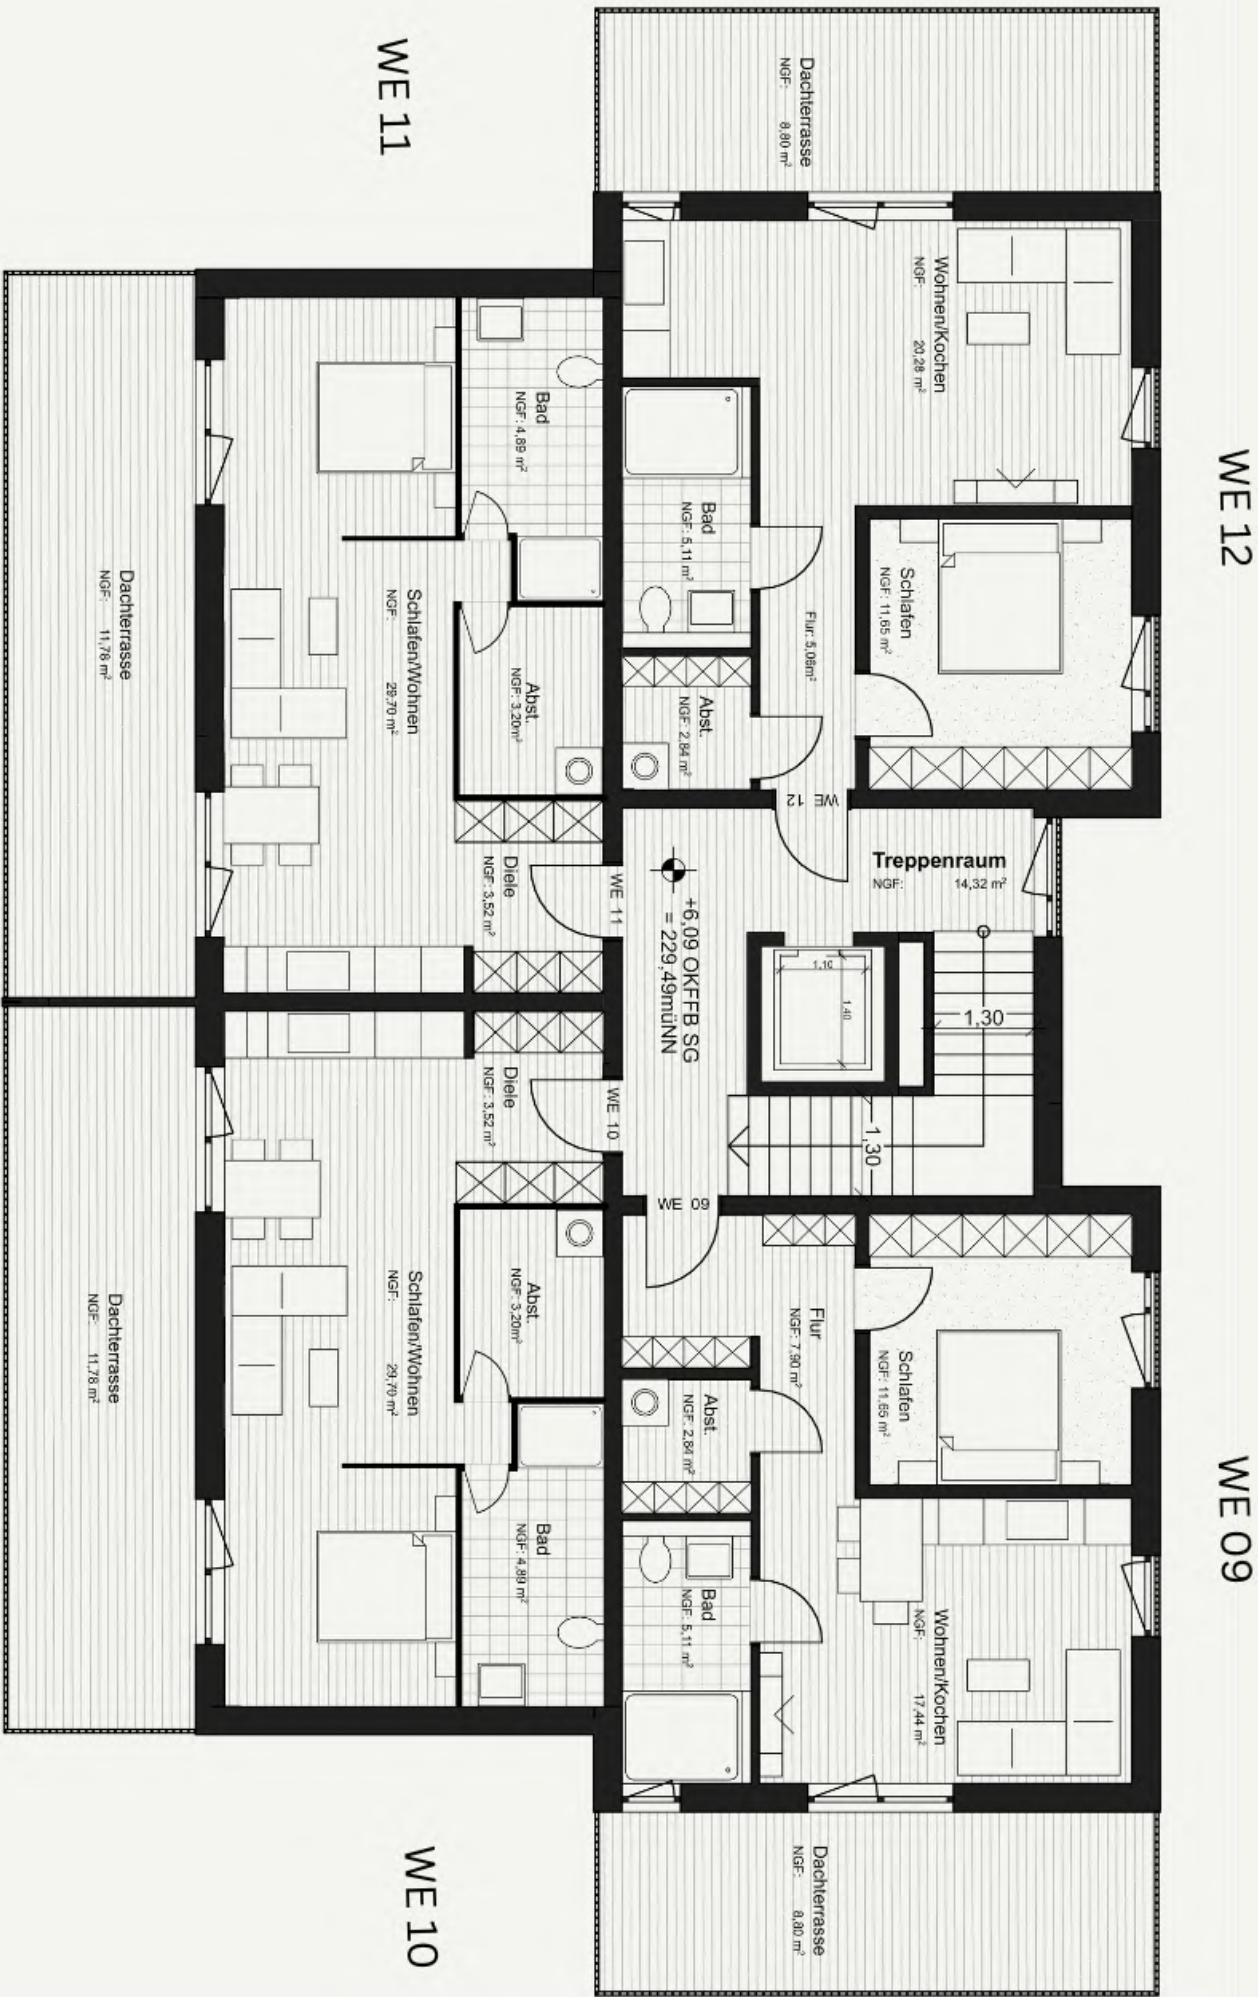 WE 11
Dachterrasse
NGF: 8,80 m²
WE 12
Wohnen/Kochen
NGF: 20,28 m²
Bad
NGF: 4,89 m²
Bad
NGF: 5,11 m²
Schlafen
NGF: 11,65 m²
Flur: 5,06m²
Dachterrasse
NGF: 11,78 m²
Schlafen/Wohnen
NGF: 29,70 m²
Abst.
NGF: 3,20m²
Abst.
NGF: 2,84 m²
WE 12
Treppenraum
NGF: 14,32 m²
Diele
NGF: 3,52 m²
WE 11
+6,09 OKFFB SG
= 229,49müNN
1,10
1,40
1,30
1,30
Diele
NGF: 3,52 m²
WE 10
WE 09
Dachterrasse
NGF: 11,78 m²
Schlafen/Wohnen
NGF: 29,70 m²
Abst.
NGF: 3,20m²
Flur
NGF: 7,90 m²
Schlafen
NGF: 11,65 m²
Abst.
NGF: 2,84 m²
WE 09
Bad
NGF: 4,89 m²
Bad
NGF: 5,11 m²
Wohnen/Kochen
NGF: 17,44 m²
WE 10
Dachterrasse
NGF: 8,80 m²